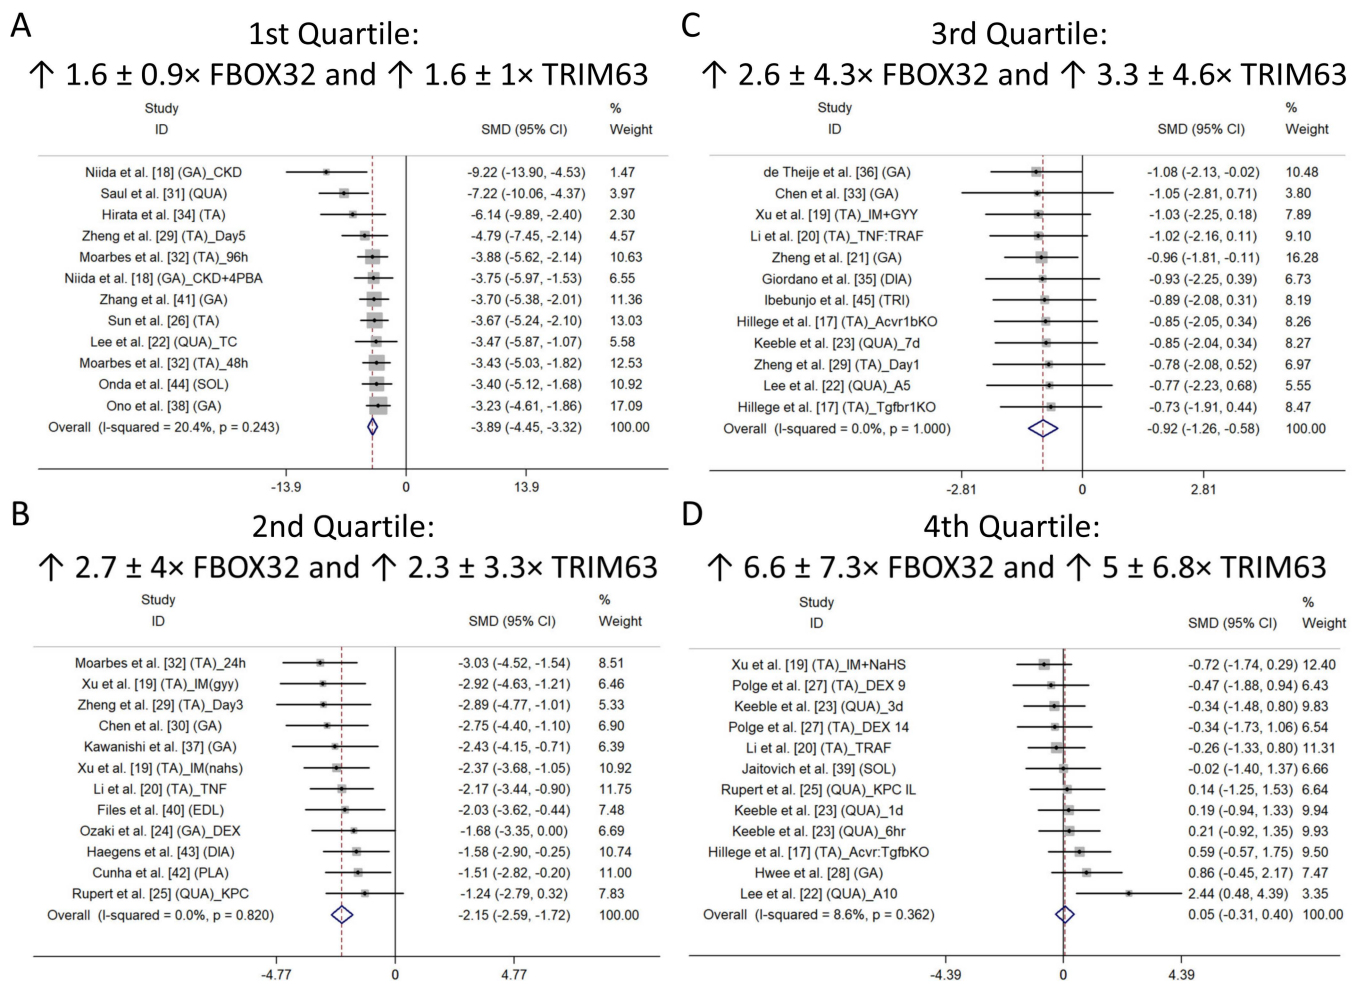 A
1st Quartile:
↑ 1.6 ± 0.9× FBOX32 and ↑ 1.6 ± 1× TRIM63
Study %
ID SMD (95% CI) Weight
Niida et al. [18] (GA)_CKD -9.22 (-13.90, -4.53) 1.47
Saul et al. [31] (QUA) -7.22 (-10.06, -4.37) 3.97
Hirata et al. [34] (TA) -6.14 (-9.89, -2.40) 2.30
Zheng et al. [29] (TA)_Day5 -4.79 (-7.45, -2.14) 4.57
Moarbes et al. [32] (TA)_96h -3.88 (-5.62, -2.14) 10.63
Niida et al. [18] (GA)_CKD+4PBA -3.75 (-5.97, -1.53) 6.55
Zhang et al. [41] (GA) -3.70 (-5.38, -2.01) 11.36
Sun et al. [26] (TA) -3.67 (-5.24, -2.10) 13.03
Lee et al. [22] (QUA)_TC -3.47 (-5.87, -1.07) 5.58
Moarbes et al. [32] (TA)_48h -3.43 (-5.03, -1.82) 12.53
Onda et al. [44] (SOL) -3.40 (-5.12, -1.68) 10.92
Ono et al. [38] (GA) -3.23 (-4.61, -1.86) 17.09
Overall (I-squared = 20.4%, p = 0.243) -3.89 (-4.45, -3.32) 100.00
-13.9 0 13.9
B
2nd Quartile:
↑ 2.7 ± 4× FBOX32 and ↑ 2.3 ± 3.3× TRIM63
Study %
ID SMD (95% CI) Weight
Moarbes et al. [32] (TA)_24h -3.03 (-4.52, -1.54) 8.51
Xu et al. [19] (TA)_IM(gyy) -2.92 (-4.63, -1.21) 6.46
Zheng et al. [29] (TA)_Day3 -2.89 (-4.77, -1.01) 5.33
Chen et al. [30] (GA) -2.75 (-4.40, -1.10) 6.90
Kawanishi et al. [37] (GA) -2.43 (-4.15, -0.71) 6.39
Xu et al. [19] (TA)_IM(nahs) -2.37 (-3.68, -1.05) 10.92
Li et al. [20] (TA)_TNF -2.17 (-3.44, -0.90) 11.75
Files et al. [40] (EDL) -2.03 (-3.62, -0.44) 7.48
Ozaki et al. [24] (GA)_DEX -1.68 (-3.35, 0.00) 6.69
Haegens et al. [43] (DIA) -1.58 (-2.90, -0.25) 10.74
Cunha et al. [42] (PLA) -1.51 (-2.82, -0.20) 11.00
Rupert et al. [25] (QUA)_KPC -1.24 (-2.79, 0.32) 7.83
Overall (I-squared = 0.0%, p = 0.820) -2.15 (-2.59, -1.72) 100.00
-4.77 0 4.77
C
3rd Quartile:
↑ 2.6 ± 4.3× FBOX32 and ↑ 3.3 ± 4.6× TRIM63
Study %
ID SMD (95% CI) Weight
de Theije et al. [36] (GA) -1.08 (-2.13, -0.02) 10.48
Chen et al. [33] (GA) -1.05 (-2.81, 0.71) 3.80
Xu et al. [19] (TA)_IM+GYY -1.03 (-2.25, 0.18) 7.89
Li et al. [20] (TA)_TNF:TRAF -1.02 (-2.16, 0.11) 9.10
Zheng et al. [21] (GA) -0.96 (-1.81, -0.11) 16.28
Giordano et al. [35] (DIA) -0.93 (-2.25, 0.39) 6.73
Ibebunjo et al. [45] (TRI) -0.89 (-2.08, 0.31) 8.19
Hillege et al. [17] (TA)_Acvr1bKO -0.85 (-2.05, 0.34) 8.26
Keeble et al. [23] (QUA)_7d -0.85 (-2.04, 0.34) 8.27
Zheng et al. [29] (TA)_Day1 -0.78 (-2.08, 0.52) 6.97
Lee et al. [22] (QUA)_A5 -0.77 (-2.23, 0.68) 5.55
Hillege et al. [17] (TA)_Tgfbr1KO -0.73 (-1.91, 0.44) 8.47
Overall (I-squared = 0.0%, p = 1.000) -0.92 (-1.26, -0.58) 100.00
-2.81 0 2.81
D
4th Quartile:
↑ 6.6 ± 7.3× FBOX32 and ↑ 5 ± 6.8× TRIM63
Study %
ID SMD (95% CI) Weight
Xu et al. [19] (TA)_IM+NaHS -0.72 (-1.74, 0.29) 12.40
Polge et al. [27] (TA)_DEX 9 -0.47 (-1.88, 0.94) 6.43
Keeble et al. [23] (QUA)_3d -0.34 (-1.48, 0.80) 9.83
Polge et al. [27] (TA)_DEX 14 -0.34 (-1.73, 1.06) 6.54
Li et al. [20] (TA)_TRAF -0.26 (-1.33, 0.80) 11.31
Jaitovich et al. [39] (SOL) -0.02 (-1.40, 1.37) 6.66
Rupert et al. [25] (QUA)_KPC IL 0.14 (-1.25, 1.53) 6.64
Keeble et al. [23] (QUA)_1d 0.19 (-0.94, 1.33) 9.94
Keeble et al. [23] (QUA)_6hr 0.21 (-0.92, 1.35) 9.93
Hillege et al. [17] (TA)_Acvr:TgfbKO 0.59 (-0.57, 1.75) 9.50
Hwee et al. [28] (GA) 0.86 (-0.45, 2.17) 7.47
Lee et al. [22] (QUA)_A10 2.44 (0.48, 4.39) 3.35
Overall (I-squared = 8.6%, p = 0.362) 0.05 (-0.31, 0.40) 100.00
-4.39 0 4.39